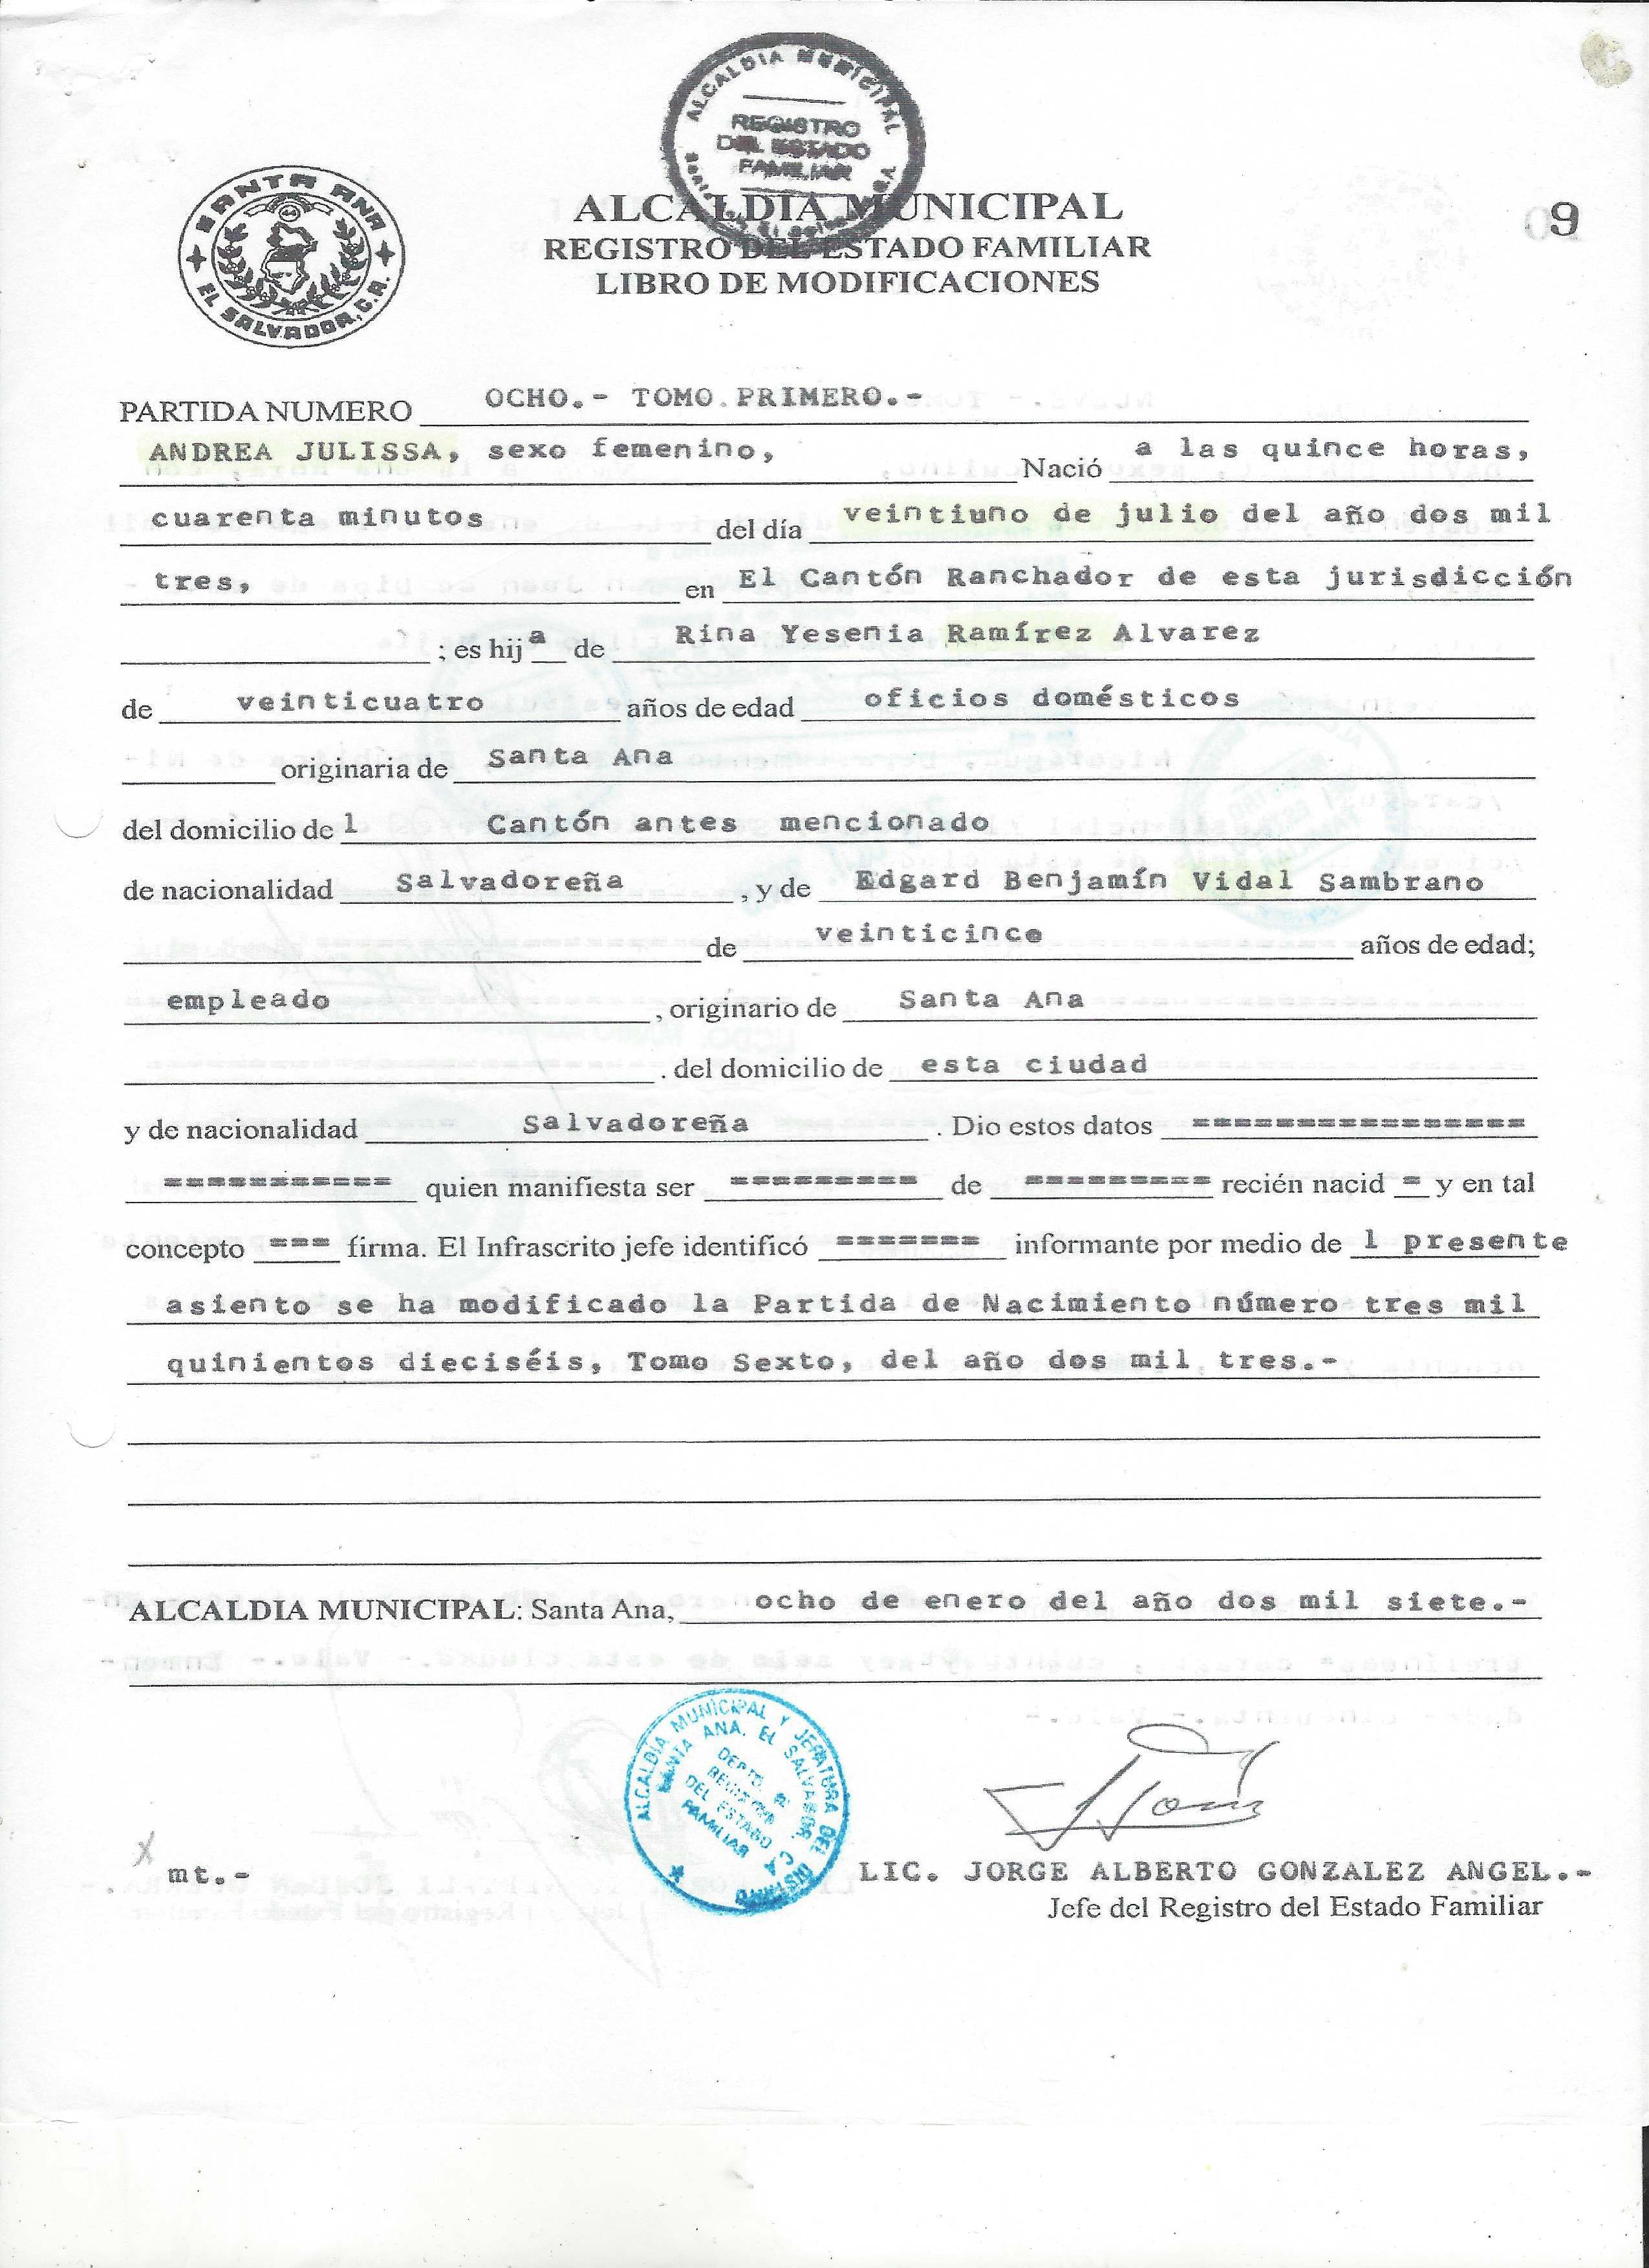 ALCALDIA MUNICIPAL
REGISTRO
DEL ESTADO
FAMILIAR
SANTA ANA
EL SALVADOR, C.A.
ALCALDIA MUNICIPAL
REGISTRO DEL ESTADO FAMILIAR
LIBRO DE MODIFICACIONES
9
PARTIDA NUMERO OCHO.- TOMO PRIMERO.-
ANDREA JULISSA, sexo femenino, Nació a las quince horas,
cuarenta minutos del día veintiuno de julio del año dos mil
tres, en El Cantón Ranchador de esta jurisdicción
; es hij a de Rina Yesenia Ramírez Alvarez
de veinticuatro años de edad oficios domésticos
originaria de Santa Ana
del domicilio de l Cantón antes mencionado
de nacionalidad Salvadoreña , y de Edgard Benjamín Vidal Sambrano
de veinticince años de edad;
empleado , originario de Santa Ana
. del domicilio de esta ciudad
y de nacionalidad Salvadoreña . Dio estos datos ================
=========== quien manifiesta ser ========= de ========= recién nacid = y en tal
concepto === firma. El Infrascrito jefe identificó ======= informante por medio de l presente
asiento se ha modificado la Partida de Nacimiento número tres mil
quinientos dieciséis, Tomo Sexto, del año dos mil tres.-
ALCALDIA MUNICIPAL: Santa Ana, ocho de enero del año dos mil siete.-
ALCALDIA MUNICIPAL Y JEFATURA DEL DISTRITO
SANTA ANA. EL SALVADOR, C.A.
DEPTO.
DEL ESTADO
FAMILIAR
mt.-
LIC. JORGE ALBERTO GONZALEZ ANGEL.-
Jefe del Registro del Estado Familiar